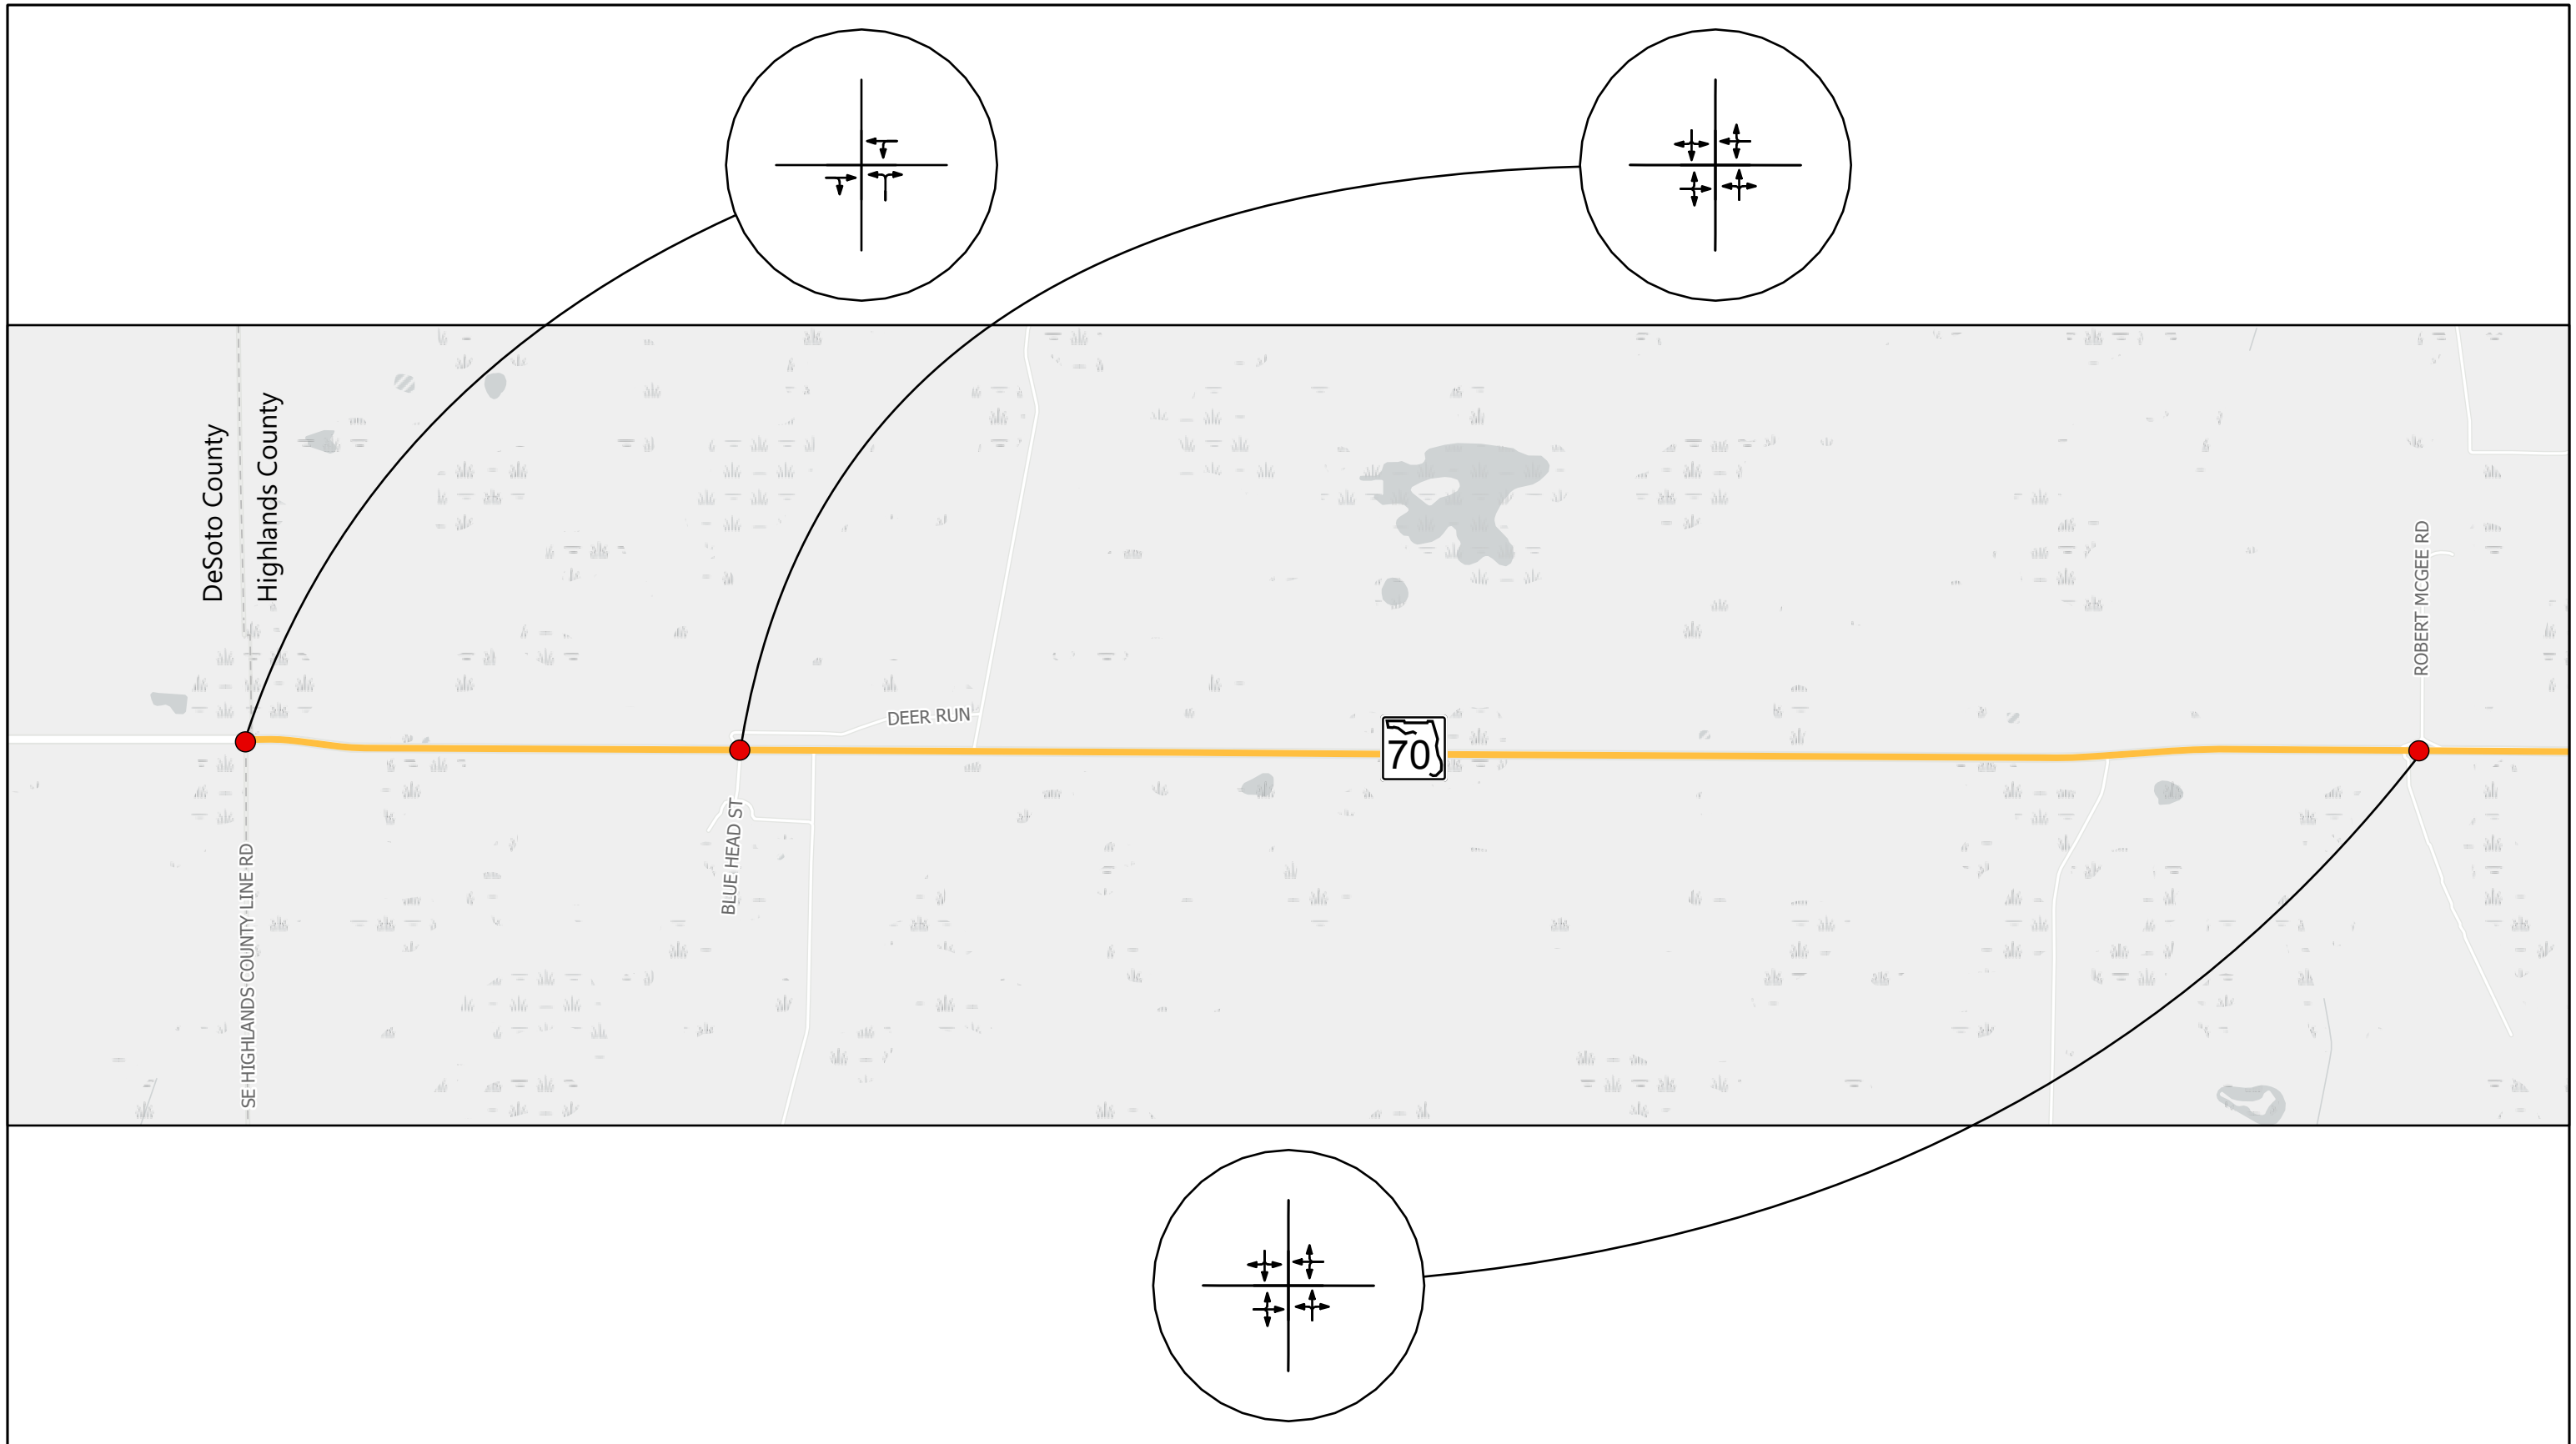 DeSoto County
Highlands County
ROBERT MCGEE RD
DEER RUN
70
BLUE HEAD ST
SE HIGHLANDS COUNTY LINE RD